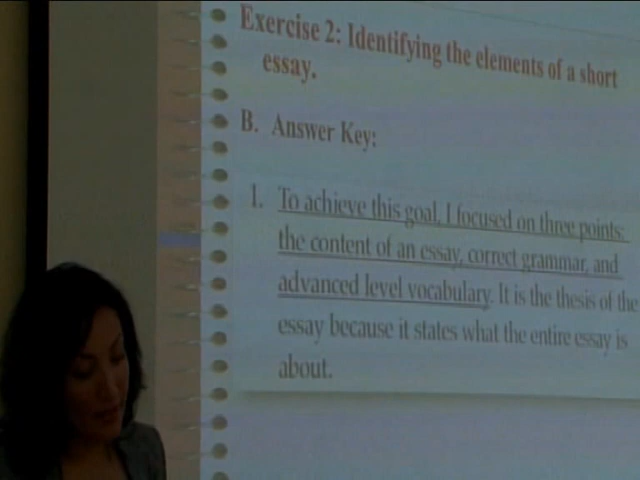 Exercise 2: Identifying the elements of a short
essay.
B. Answer Key:
1. To achieve this goal, I focused on three points:
the content of an essay, correct grammar, and
advanced level vocabulary. It is the thesis of the
essay because it states what the entire essay is
about.